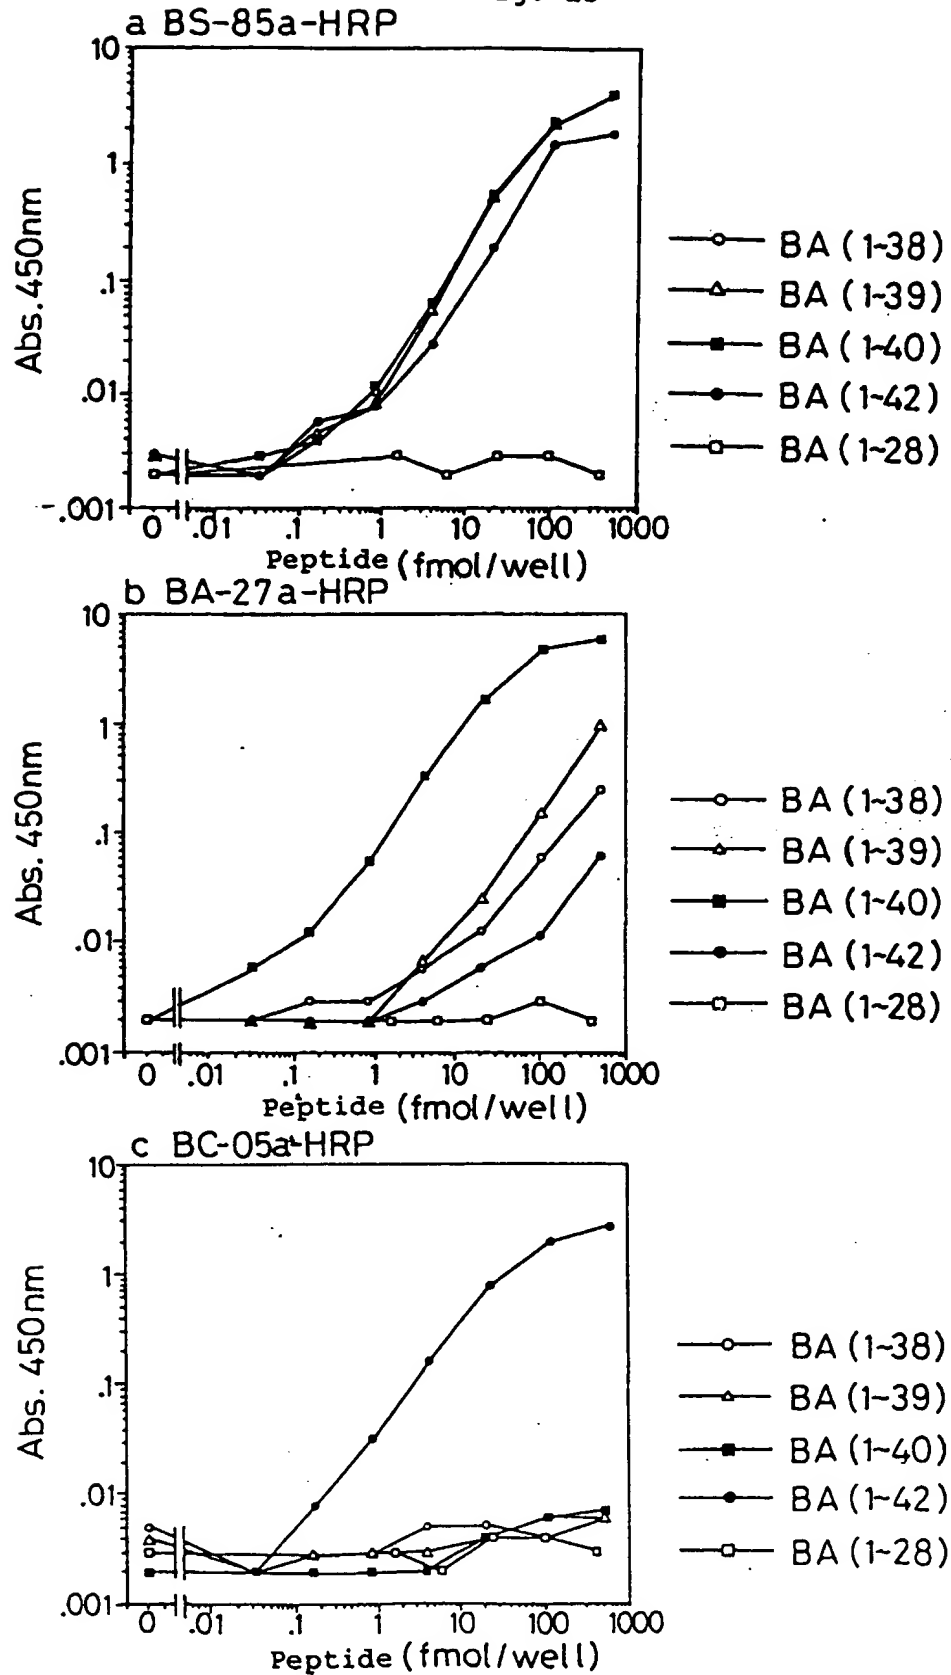 a BS-85a-HRP
10
1
.1
.01
.001
Abs. 450nm
0 .01 .1 1 10 100 1000
Peptide (fmol/well)
BA (1~38)
BA (1~39)
BA (1~40)
BA (1~42)
BA (1~28)
b BA-27a-HRP
10
1
.1
.01
.001
Abs. 450nm
0 .01 .1 1 10 100 1000
Peptide (fmol/well)
BA (1~38)
BA (1~39)
BA (1~40)
BA (1~42)
BA (1~28)
c BC-05a-HRP
10
1
.1
.01
.001
Abs. 450nm
0 .01 .1 1 10 100 1000
Peptide (fmol/well)
BA (1~38)
BA (1~39)
BA (1~40)
BA (1~42)
BA (1~28)